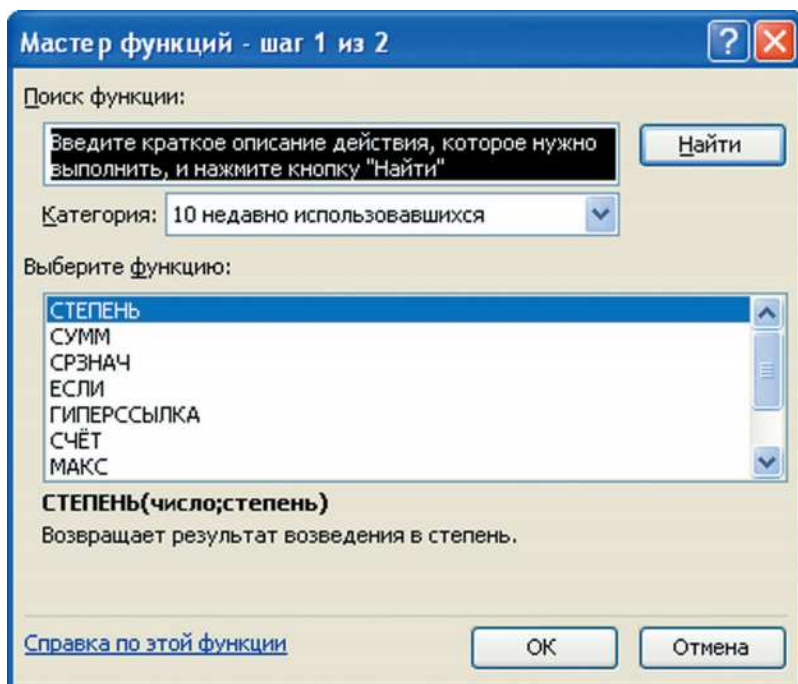 Мастер функций - шаг 1 из 2
Поиск функции:
Введите краткое описание действия, которое нужно
выполнить, и нажмите кнопку "Найти"
Найти
Категория: 10 недавно использовавшихся
Выберите функцию:
СТЕПЕНЬ
СУММ
СРЗНАЧ
ЕСЛИ
ГИПЕРССЫЛКА
СЧЁТ
МАКС
СТЕПЕНЬ(число;степень)
Возвращает результат возведения в степень.
Справка по этой функции
ОК
Отмена